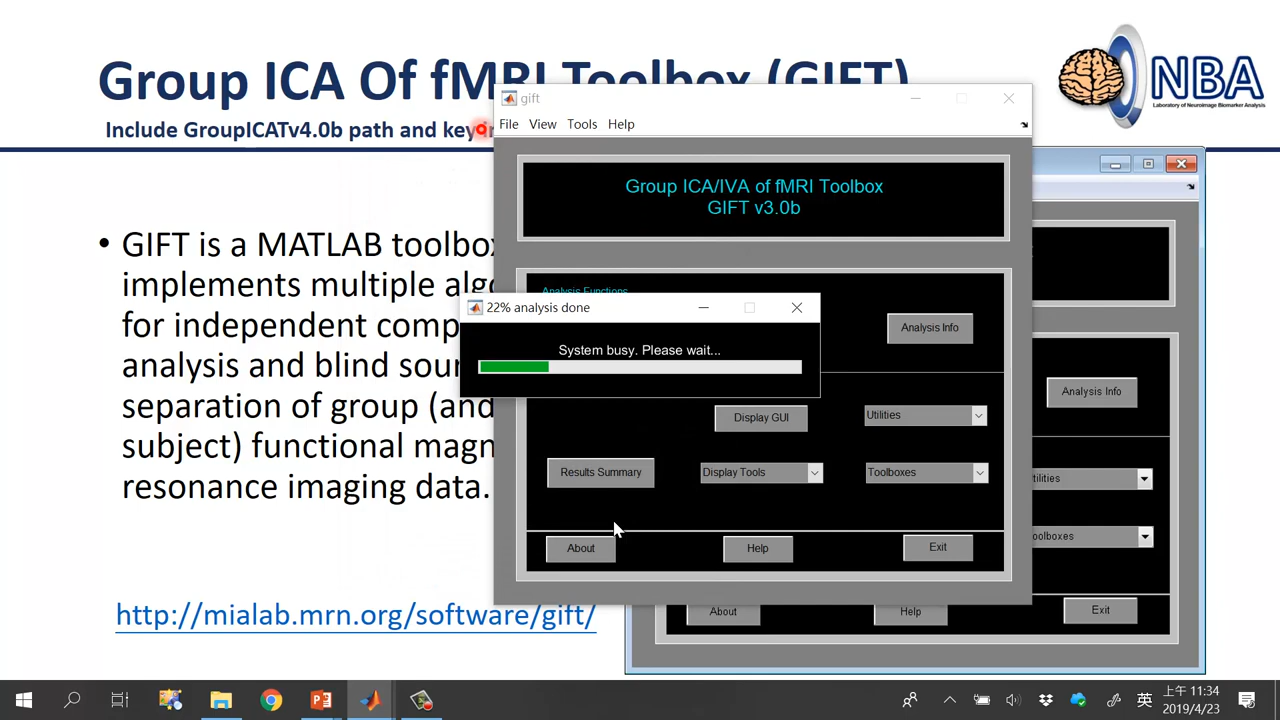 Group ICA Of fMRI Toolbox (GIFT)
Include GroupICATv4.0b path and key
NBA
Laboratory of Neuroimage Biomarker Analysis
• GIFT is a MATLAB toolbox
implements multiple alg
for independent comp
analysis and blind sour
separation of group (and
subject) functional magn
resonance imaging data.
http://mialab.mrn.org/software/gift/
gift
File View Tools Help
Group ICA/IVA of fMRI Toolbox
GIFT v3.0b
Analysis Functions
Analysis Info
22% analysis done
System busy. Please wait...
Display GUI
Utilities
Results Summary
Display Tools
Toolboxes
About
Help
Exit
Analysis Info
tilities
oolboxes
About
Help
Exit
英
上午 11:34
2019/4/23